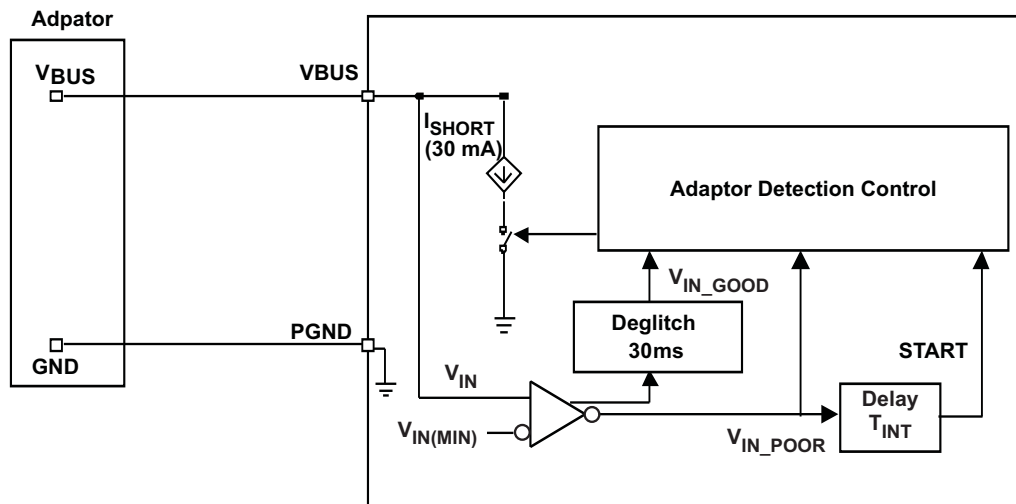 Adpator
VBUS
VBUS
ISHORT
(30 mA)
Adaptor Detection Control
VIN_GOOD
Deglitch
30ms
PGND
GND
START
VIN
Delay
TINT
VIN(MIN)
VIN_POOR